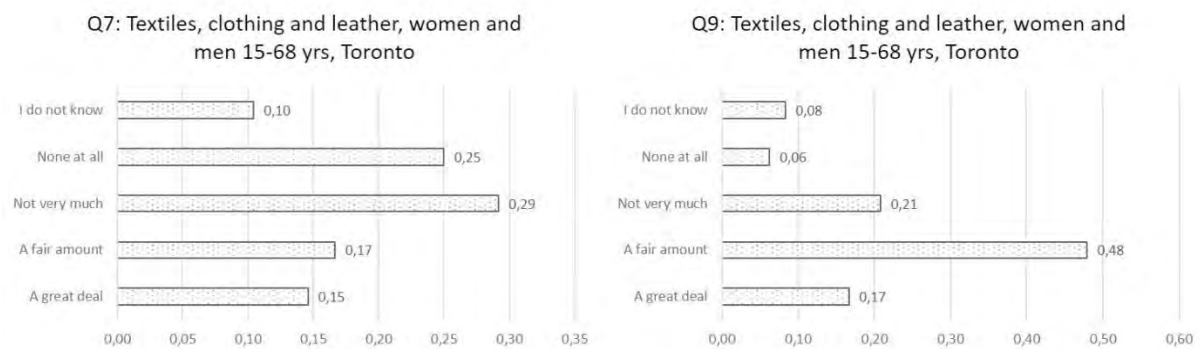 Q7: Textiles, clothing and leather, women and
men 15-68 yrs, Toronto
I do not know
0,10
None at all
0,25
Not very much
0,29
A fair amount
0,17
A great deal
0,15
0,00 0,05 0,10 0,15 0,20 0,25 0,30 0,35
Q9: Textiles, clothing and leather, women and
men 15-68 yrs, Toronto
I do not know
0,08
None at all
0,06
Not very much
0,21
A fair amount
0,48
A great deal
0,17
0,00 0,10 0,20 0,30 0,40 0,50 0,60